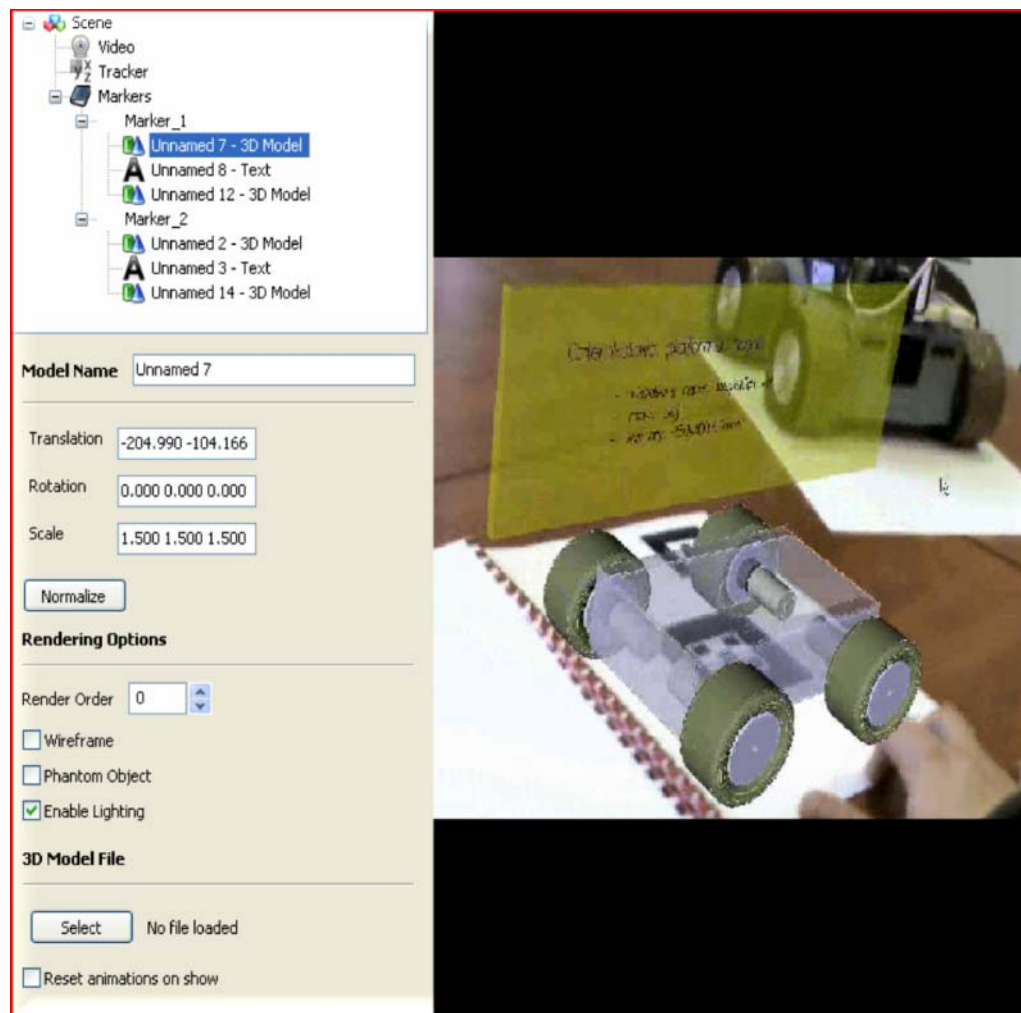 Scene
Video
Tracker
Markers
Marker_1
Unnamed 7 - 3D Model
Unnamed 8 - Text
Unnamed 12 - 3D Model
Marker_2
Unnamed 2 - 3D Model
Unnamed 3 - Text
Unnamed 14 - 3D Model
Model Name Unnamed 7
Translation -204.990 -104.166
Rotation 0.000 0.000 0.000
Scale 1.500 1.500 1.500
Normalize
Rendering Options
Render Order 0
Wireframe
Phantom Object
Enable Lighting
3D Model File
Select No file loaded
Reset animations on show